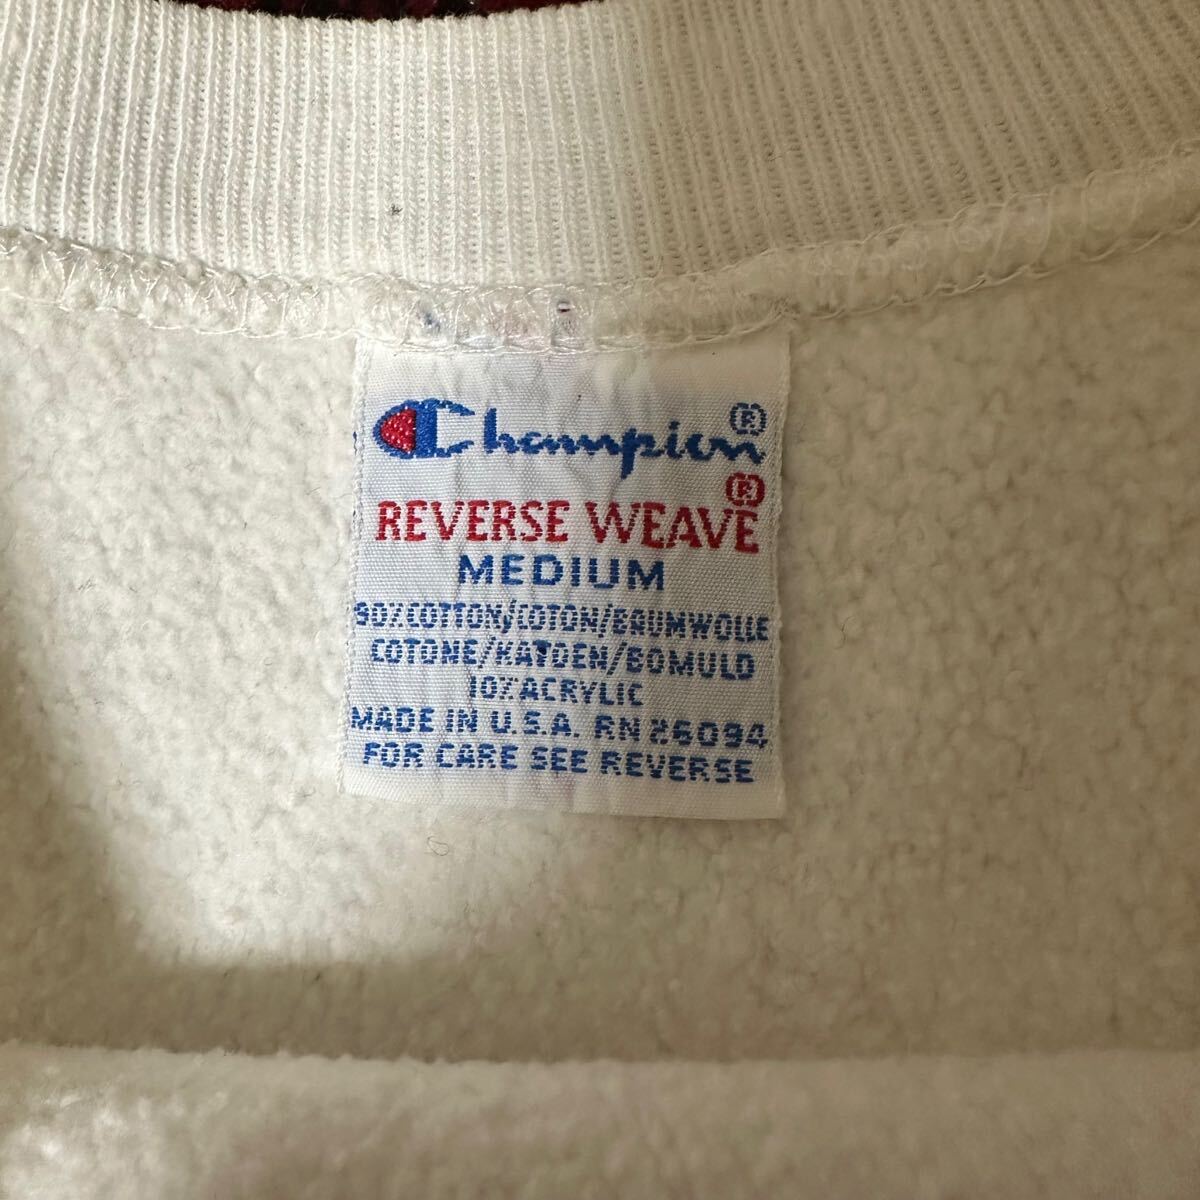 Champion®
REVERSE WEAVE®
MEDIUM
90% COTTON/COTON/BAUMWOLLE
COTONE/KATOEN/BOMULD
10% ACRYLIC
MADE IN U.S.A. RN 26094
FOR CARE SEE REVERSE